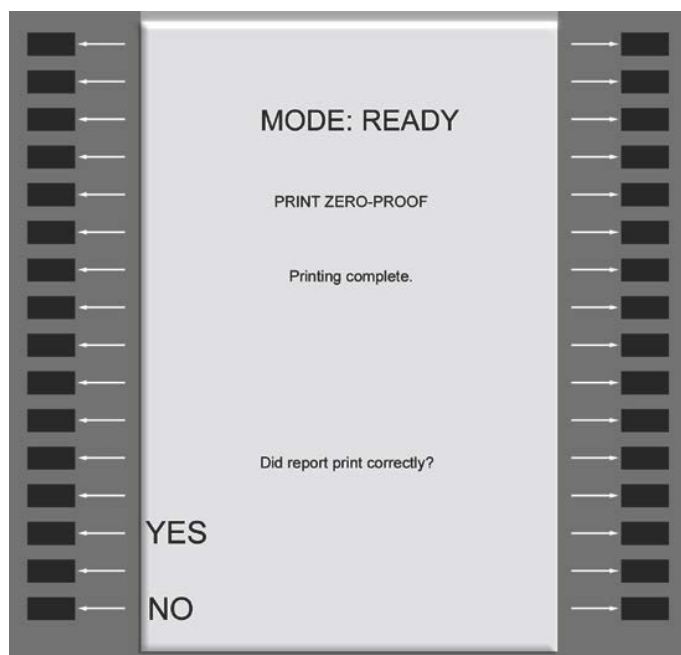 MODE: READY
PRINT ZERO-PROOF
Printing complete.
Did report print correctly?
YES
NO